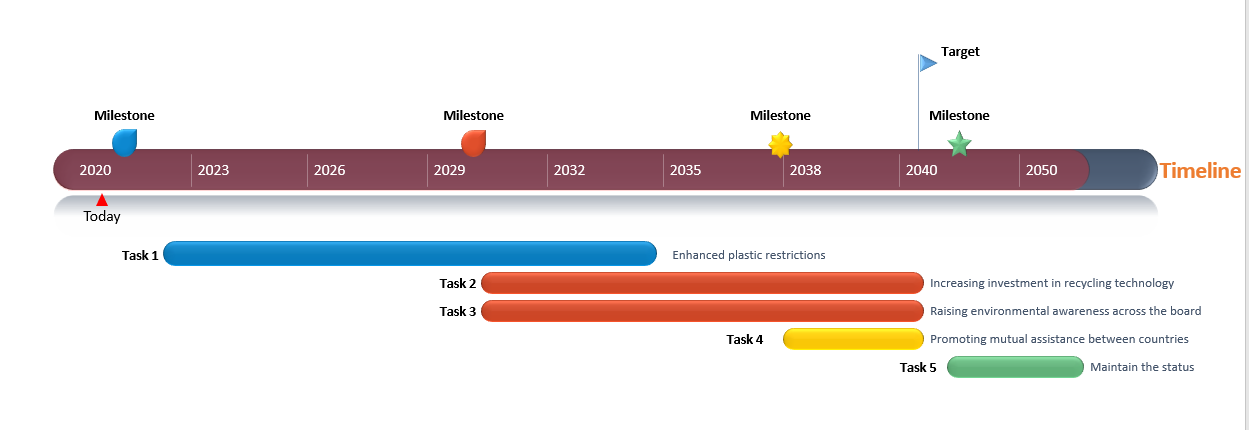 Target
Milestone Milestone Milestone Milestone
2020 2023 2026 2029 2032 2035 2038 2040 2050 Timeline
Today
Task 1 Enhanced plastic restrictions
Task 2 Increasing investment in recycling technology
Task 3 Raising environmental awareness across the board
Task 4 Promoting mutual assistance between countries
Task 5 Maintain the status